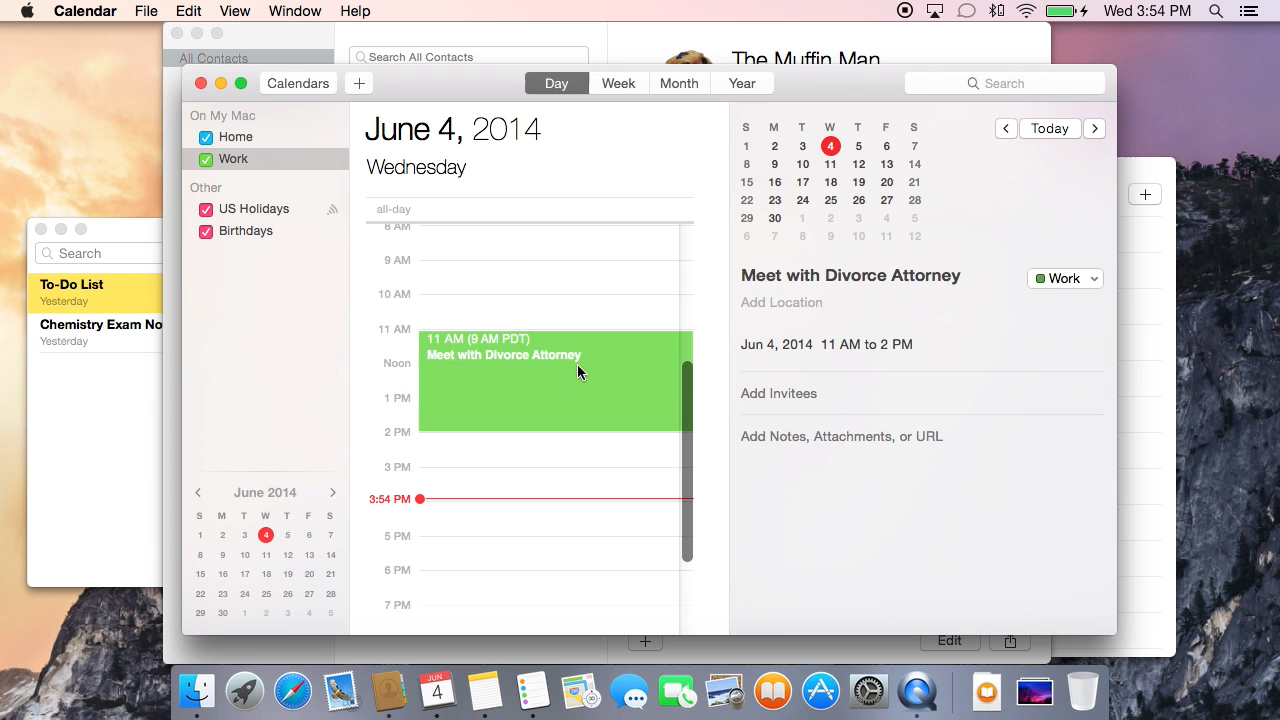 Calendar File Edit View Window Help Wed 3:54 PM
All Contacts
Search All Contacts
The Muffin Man
Calendars + Day Week Month Year Search
On My Mac
Home
Work
Other
US Holidays
Birthdays
June 2014
S M T W T F S
1 2 3 4 5 6 7
8 9 10 11 12 13 14
15 16 17 18 19 20 21
22 23 24 25 26 27 28
29 30 1 2 3 4 5
June 4, 2014
Wednesday
all-day
8 AM
9 AM
10 AM
11 AM
11 AM (9 AM PDT)
Meet with Divorce Attorney
Noon
1 PM
2 PM
3 PM
3:54 PM
5 PM
6 PM
7 PM
S M T W T F S
1 2 3 4 5 6 7
8 9 10 11 12 13 14
15 16 17 18 19 20 21
22 23 24 25 26 27 28
29 30 1 2 3 4 5
6 7 8 9 10 11 12
Today
Meet with Divorce Attorney
Work
Add Location
Jun 4, 2014 11 AM to 2 PM
Add Invitees
Add Notes, Attachments, or URL
Search
To-Do List
Yesterday
Chemistry Exam No
Yesterday
+
+
Edit
JUN
4
30